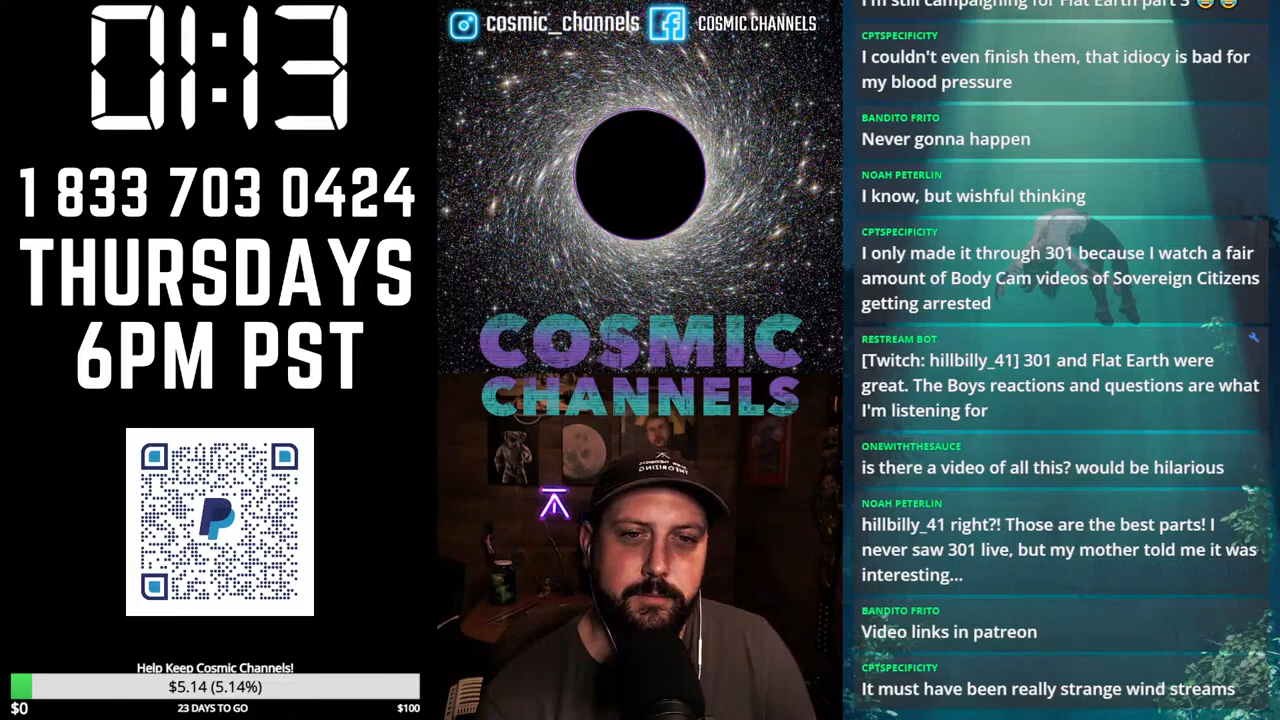 01:13
1 833 703 0424
THURSDAYS
6PM PST
P
Help Keep Cosmic Channels!
$5.14 (5.14%)
$0
23 DAYS TO GO
$100
cosmic_channels
COSMIC.CHANNELS
COSMIC
CHANNELS
I'm still campaigning for Flat Earth part 3 😂😂
CPTSPECIFICITY
I couldn't even finish them, that idiocy is bad for
my blood pressure
BANDITO FRITO
Never gonna happen
NOAH PETERLIN
I know, but wishful thinking
CPTSPECIFICITY
I only made it through 301 because I watch a fair
amount of Body Cam videos of Sovereign Citizens
getting arrested
RESTREAM BOT
[Twitch: hillbilly_41] 301 and Flat Earth were
great. The Boys reactions and questions are what
I'm listening for
ONEWITHTHESAUCE
is there a video of all this? would be hilarious
NOAH PETERLIN
hillbilly_41 right?! Those are the best parts! I
never saw 301 live, but my mother told me it was
interesting...
BANDITO FRITO
Video links in patreon
CPTSPECIFICITY
It must have been really strange wind streams